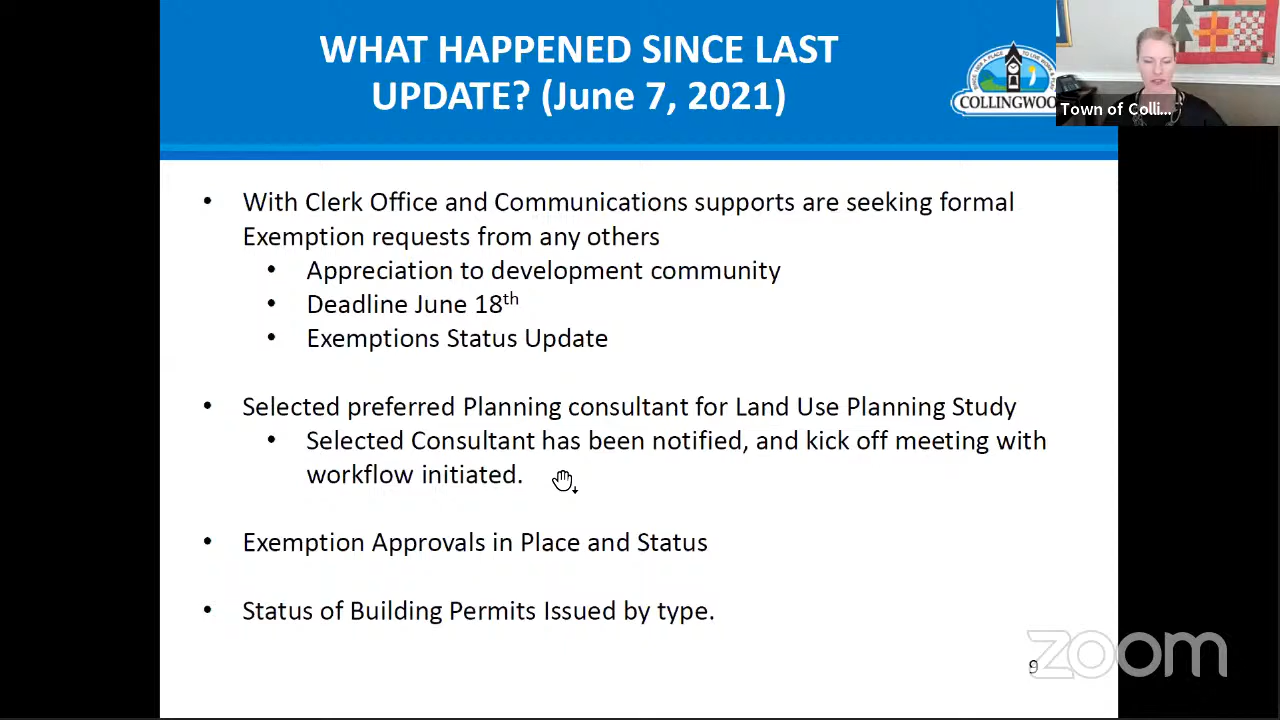 WHAT HAPPENED SINCE LAST
UPDATE? (June 7, 2021)
COLLINGWOO
Town of Colli...
• With Clerk Office and Communications supports are seeking formal
Exemption requests from any others
• Appreciation to development community
• Deadline June 18th
• Exemptions Status Update
• Selected preferred Planning consultant for Land Use Planning Study
• Selected Consultant has been notified, and kick off meeting with
workflow initiated.
• Exemption Approvals in Place and Status
• Status of Building Permits Issued by type.
9
zoom